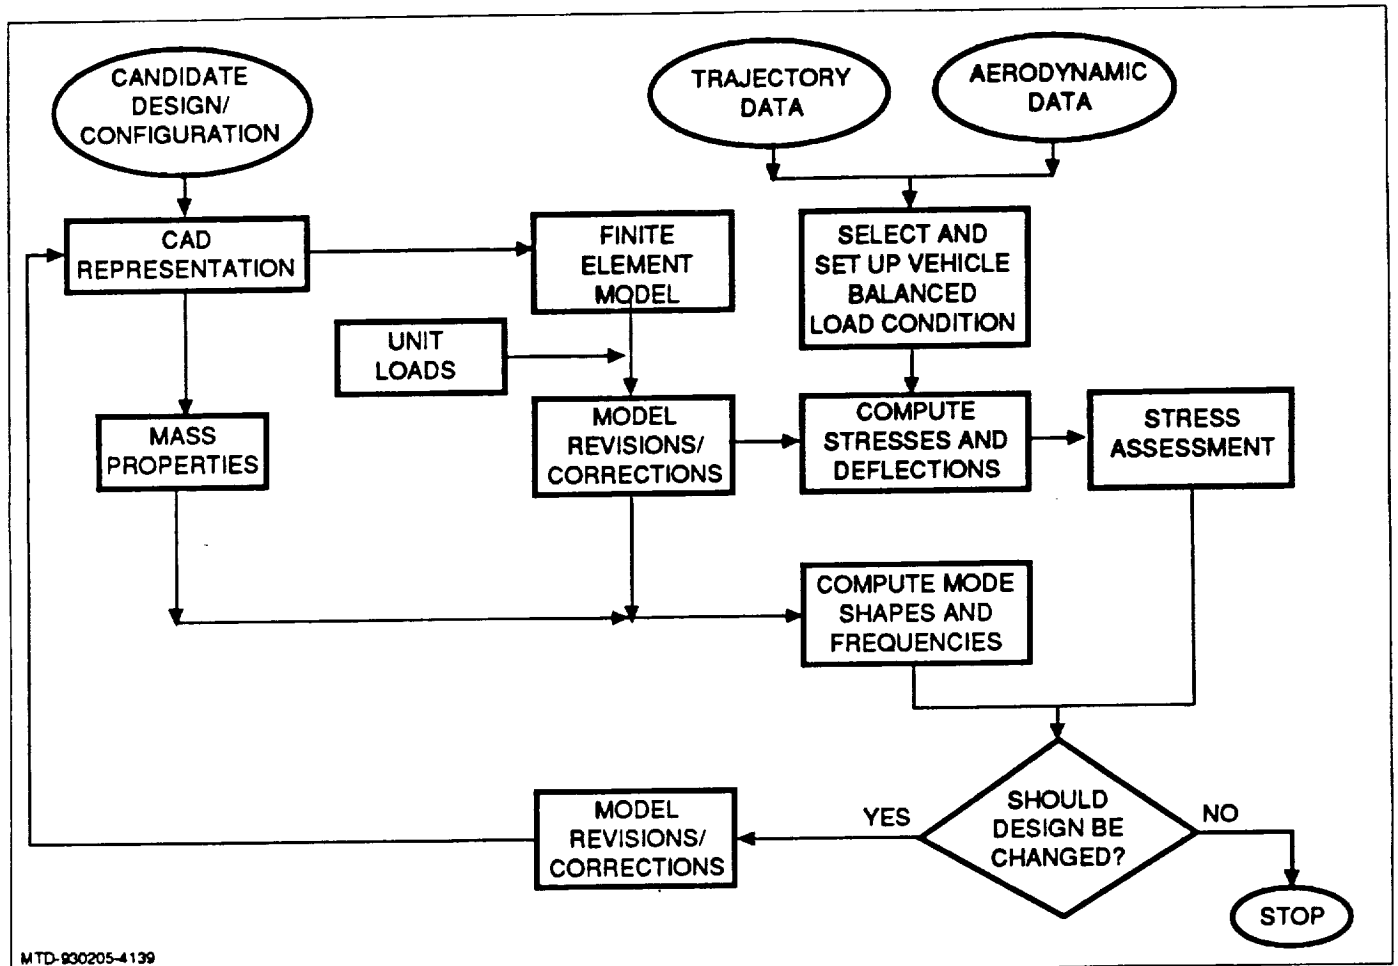 CANDIDATE
DESIGN/
CONFIGURATION
TRAJECTORY
DATA
AERODYNAMIC
DATA
CAD
REPRESENTATION
FINITE
ELEMENT
MODEL
SELECT AND
SET UP VEHICLE
BALANCED
LOAD CONDITION
UNIT
LOADS
MASS
PROPERTIES
MODEL
REVISIONS/
CORRECTIONS
COMPUTE
STRESSES AND
DEFLECTIONS
STRESS
ASSESSMENT
COMPUTE MODE
SHAPES AND
FREQUENCIES
MODEL
REVISIONS/
CORRECTIONS
YES
SHOULD
DESIGN BE
CHANGED?
NO
STOP
MTD-930205-4139